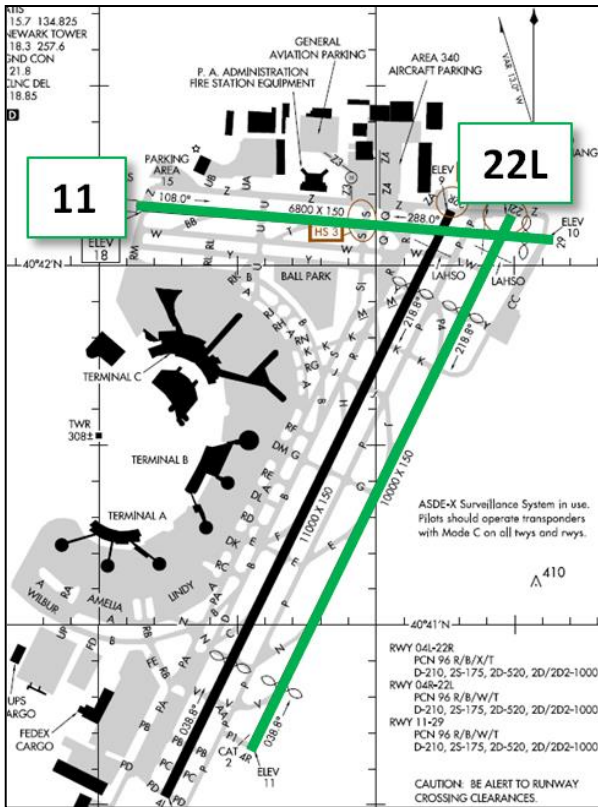 15.7 134.825
NEWARK TOWER
18.3 257.6
GND CON
21.8
CLNC DEL
18.85
D
GENERAL
AVIATION PARKING
P. A. ADMINISTRATION
FIRE STATION EQUIPMENT
AREA 340
AIRCRAFT PARKING
VAR 13.0° W
11
22L
PARKING
AREA
15
ELEV
9
ELEV
10
29
108.0°
6800 X 150
288.0°
HS 3
ELEV
18
40°42'
BALL PARK
LAHSO
LAHSO
218.8°
218.8°
TERMINAL C
TWR
308±
TERMINAL B
TERMINAL A
11000 X 150
10000 X 150
ASDE-X Surveillance System in use.
Pilots should operate transponders
with Mode C on all twys and rwys.
410
LINDY
AMELIA
WILBUR
40°41'
UPS
CARGO
FEDEX
CARGO
038.8°
038.8°
CAT
2
4L
4R
ELEV
11
RWY 04L-22R
PCN 96 R/B/X/T
D-210, 2S-175, 2D-520, 2D/2D2-1000
RWY 04R-22L
PCN 96 R/B/W/T
D-210, 2S-175, 2D-520, 2D/2D2-1000
RWY 11-29
PCN 96 R/B/W/T
D-210, 2S-175, 2D-520, 2D/2D2-1000
CAUTION: BE ALERT TO RUNWAY
CROSSING CLEARANCES.